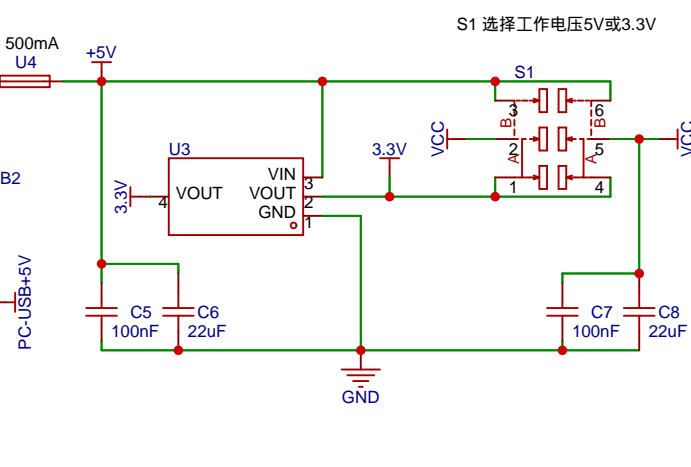 S1 选择工作电压5V或3.3V
500mA
U4
+5V
S1
3
6
B
B
VCC
VCC
2
5
A
A
1
4
U3
3.3V
VIN
3
VOUT
VOUT
2
GND
1
4
3.3V
B2
PC-USB+5V
C5
100nF
C6
22uF
C7
100nF
C8
22uF
GND